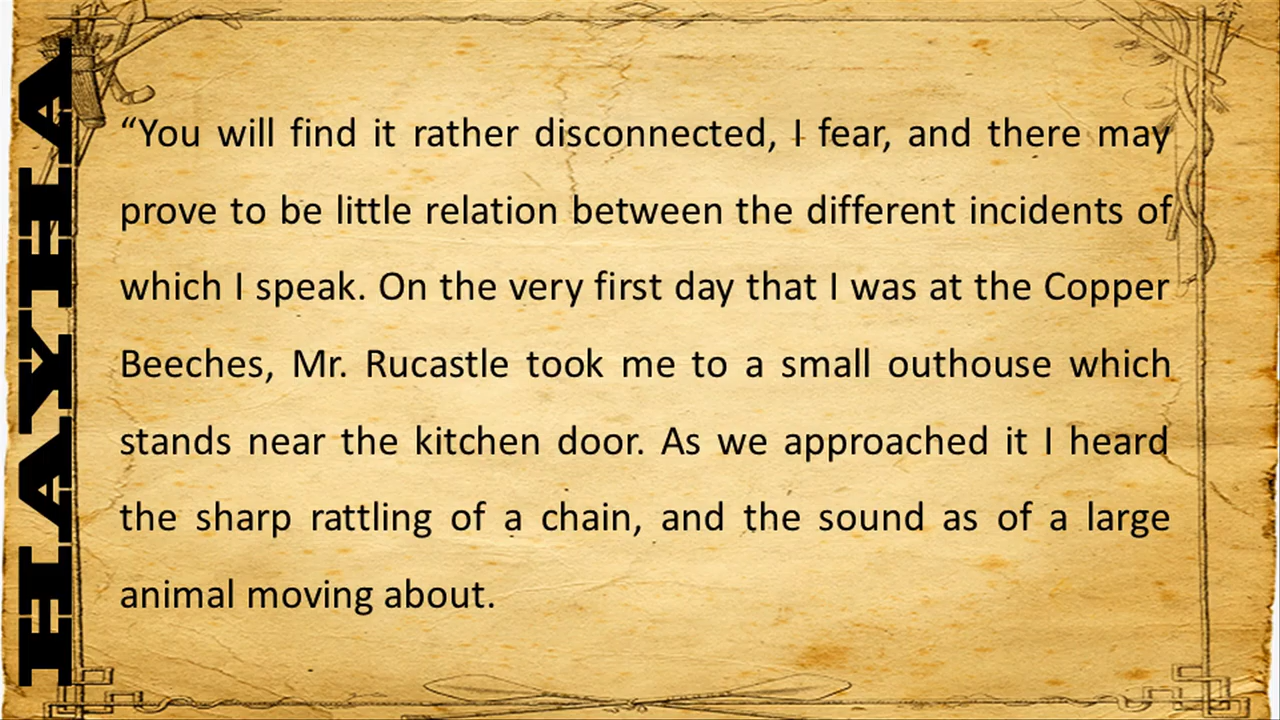 HAYHA
“You will find it rather disconnected, I fear, and there may
prove to be little relation between the different incidents of
which I speak. On the very first day that I was at the Copper
Beeches, Mr. Rucastle took me to a small outhouse which
stands near the kitchen door. As we approached it I heard
the sharp rattling of a chain, and the sound as of a large
animal moving about.